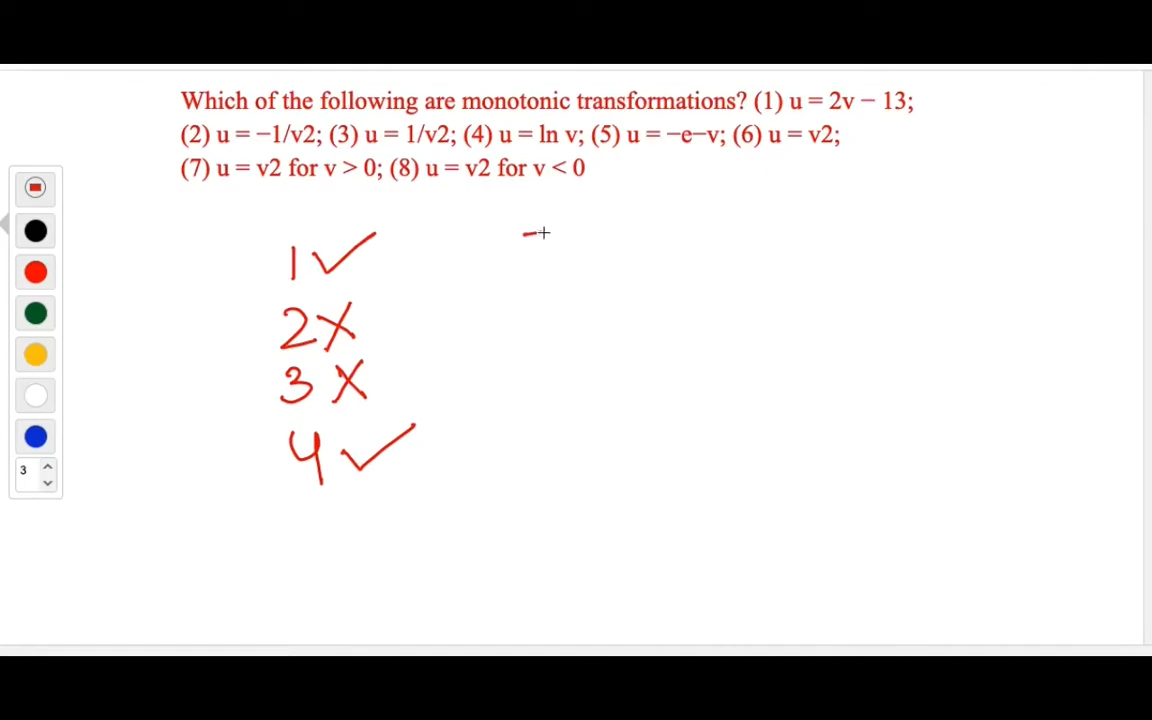 Which of the following are monotonic transformations? (1) u = 2v − 13;
(2) u = −1/v2; (3) u = 1/v2; (4) u = ln v; (5) u = −e−v; (6) u = v2;
(7) u = v2 for v > 0; (8) u = v2 for v < 0
1 ✓
2 X
3 X
4 ✓
3